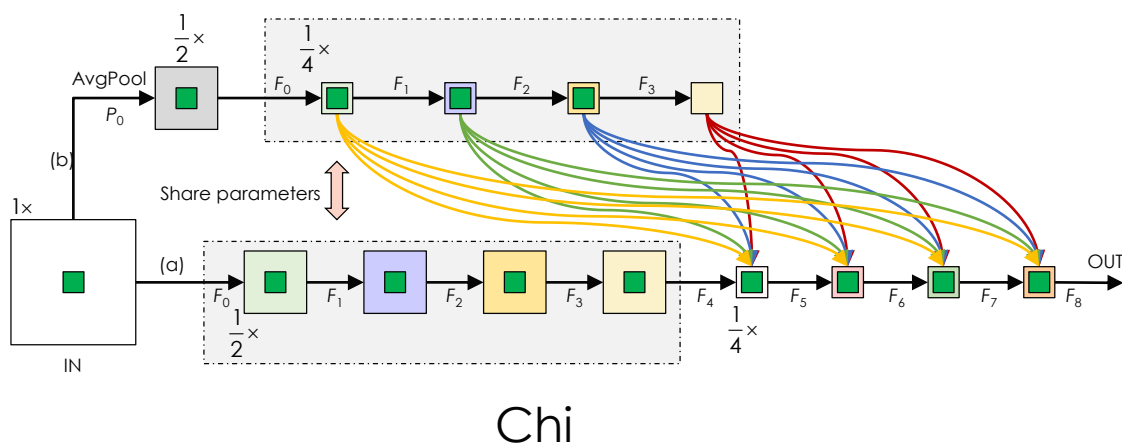 1/2 ×
1/4 ×
AvgPool
P0
F0
F1
F2
F3
(b)
Share parameters
1×
(a)
F0
F1
F2
F3
F4
F5
F6
F7
F8
OUT
1/2 ×
1/4 ×
IN
Chi